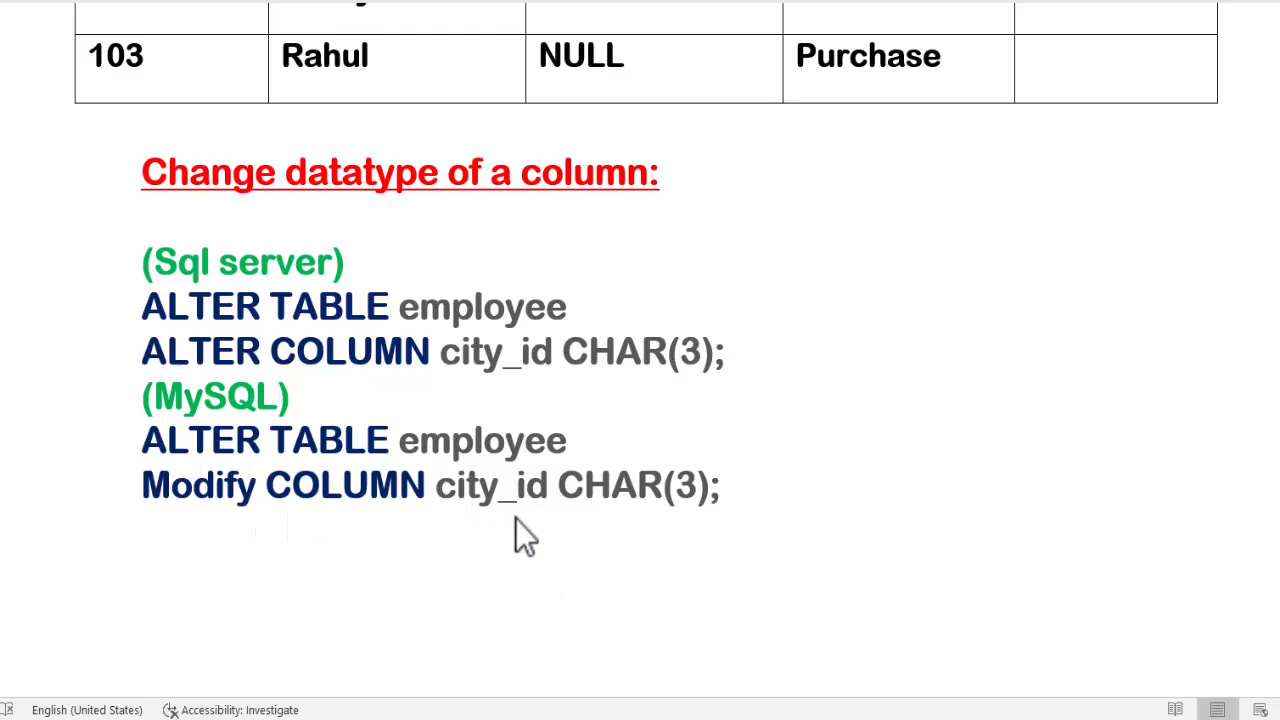 103 Rahul NULL Purchase
Change datatype of a column:
(Sql server)
ALTER TABLE employee
ALTER COLUMN city_id CHAR(3);
(MySQL)
ALTER TABLE employee
Modify COLUMN city_id CHAR(3);
English (United States) Accessibility: Investigate